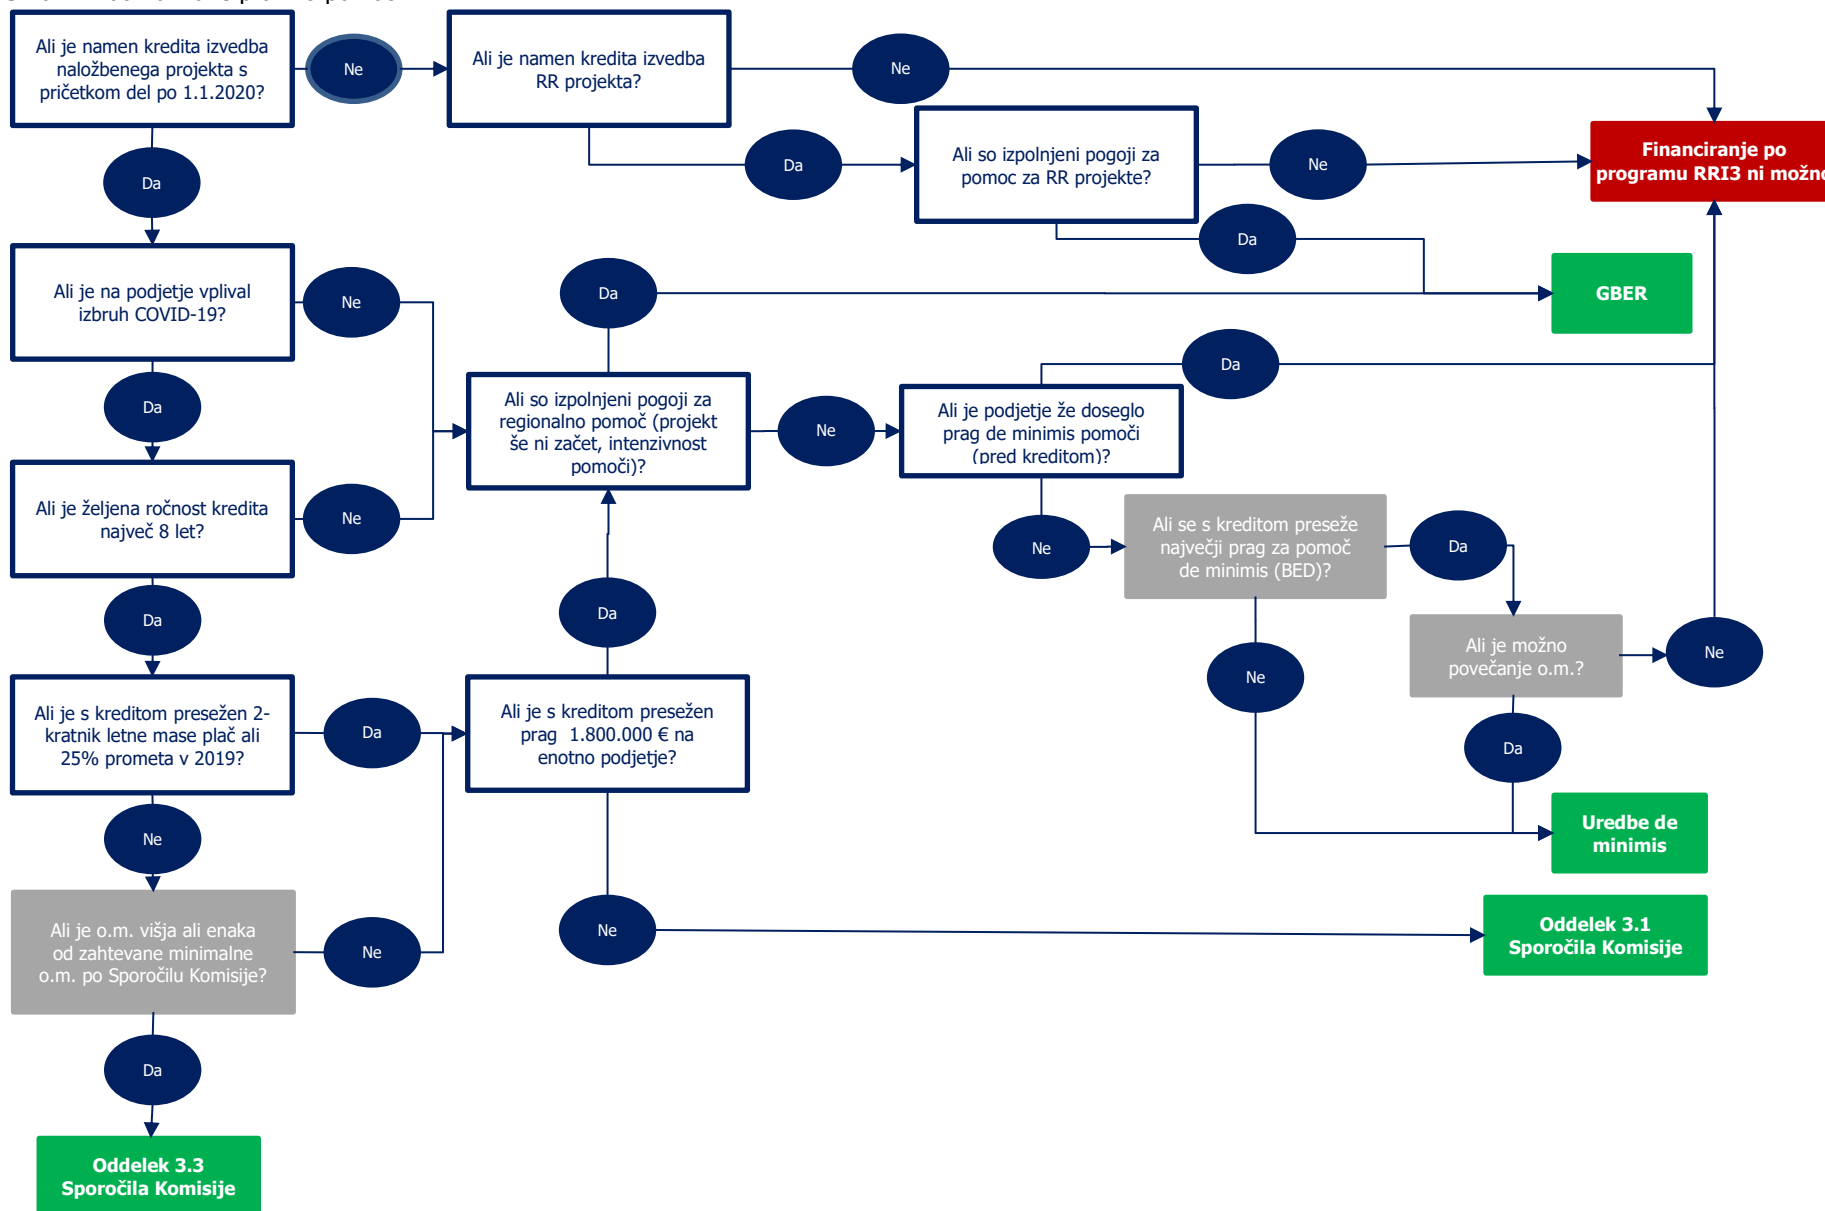 Ali je namen kredita izvedba
naložbenega projekta s
pričetkom del po 1.1.2020?
Ne
Ali je namen kredita izvedba
RR projekta?
Ne
Da
Da
Ali so izpolnjeni pogoji za
pomoc za RR projekte?
Ne
Financiranje po
programu RRI3 ni možno
Da
Ali je na podjetje vplival
izbruh COVID-19?
Ne
Da
GBER
Da
Ali so izpolnjeni pogoji za
regionalno pomoč (projekt
še ni začet, intenzivnost
pomoči)?
Ne
Ali je podjetje že doseglo
prag de minimis pomoči
(pred kreditom)?
Da
Ali je željena ročnost kredita
največ 8 let?
Ne
Ne
Ali se s kreditom preseže
največji prag za pomoč
de minimis (BED)?
Da
Da
Da
Ali je možno
povečanje o.m.?
Ne
Ne
Ali je s kreditom presežen 2-
kratnik letne mase plač ali
25% prometa v 2019?
Da
Ali je s kreditom presežen
prag 1.800.000 € na
enotno podjetje?
Da
Ne
Uredbe de
minimis
Ali je o.m. višja ali enaka
od zahtevane minimalne
o.m. po Sporočilu Komisije?
Ne
Ne
Oddelek 3.1
Sporočila Komisije
Da
Oddelek 3.3
Sporočila Komisije